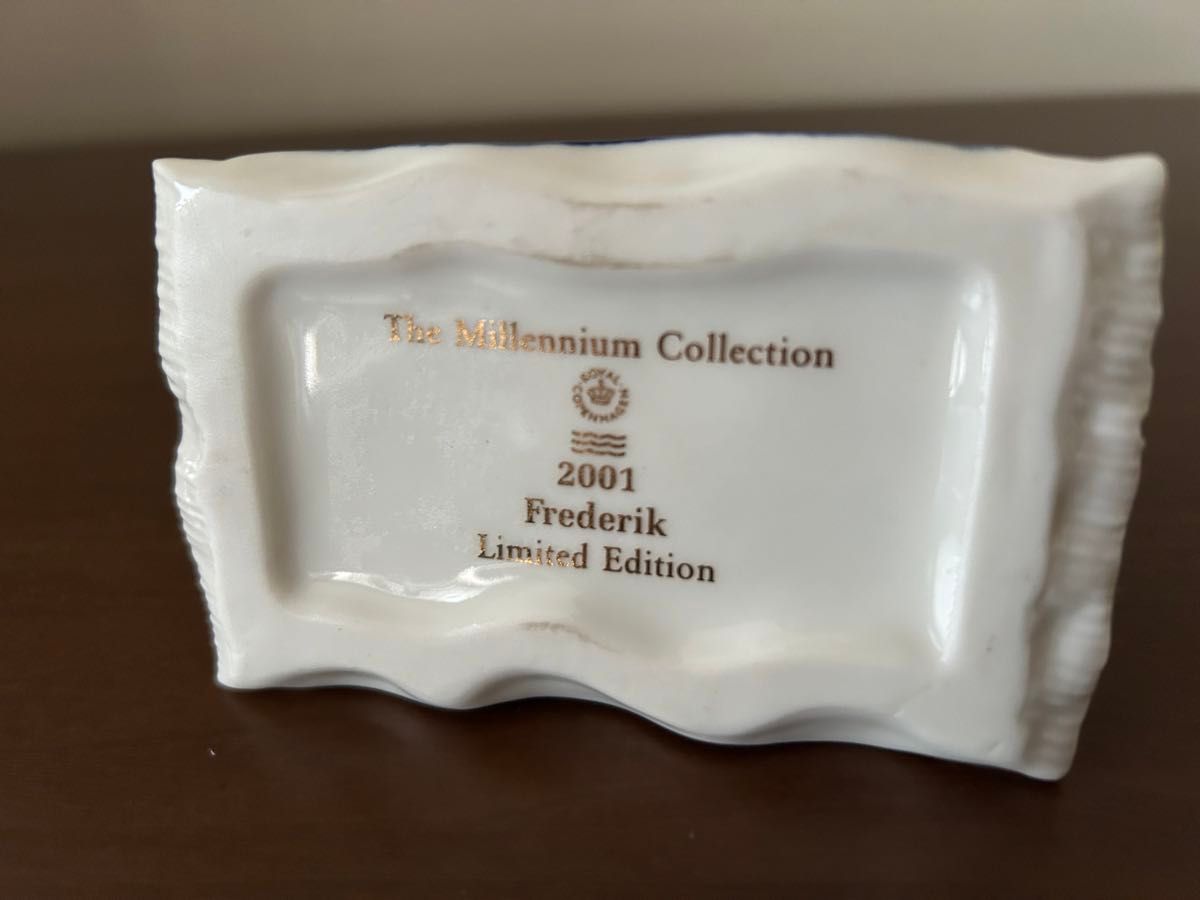 The Millennium Collection
ROYAL
COPENHAGEN
2001
Frederik
Limited Edition